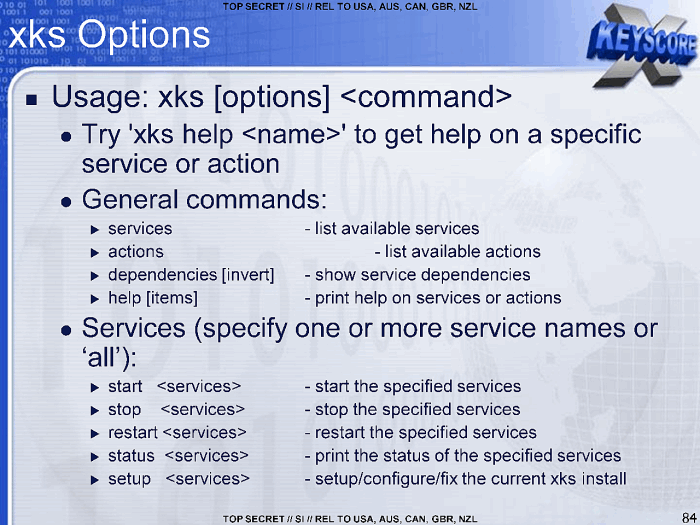 TOP SECRET // SI // REL TO USA, AUS, CAN, GBR, NZL
xks Options
X KEYSCORE
Usage: xks [options] <command>
Try 'xks help <name>' to get help on a specific
service or action
General commands:
services - list available services
actions - list available actions
dependencies [invert] - show service dependencies
help [items] - print help on services or actions
Services (specify one or more service names or
‘all’):
start <services> - start the specified services
stop <services> - stop the specified services
restart <services> - restart the specified services
status <services> - print the status of the specified services
setup <services> - setup/configure/fix the current xks install
TOP SECRET // SI // REL TO USA, AUS, CAN, GBR, NZL
84